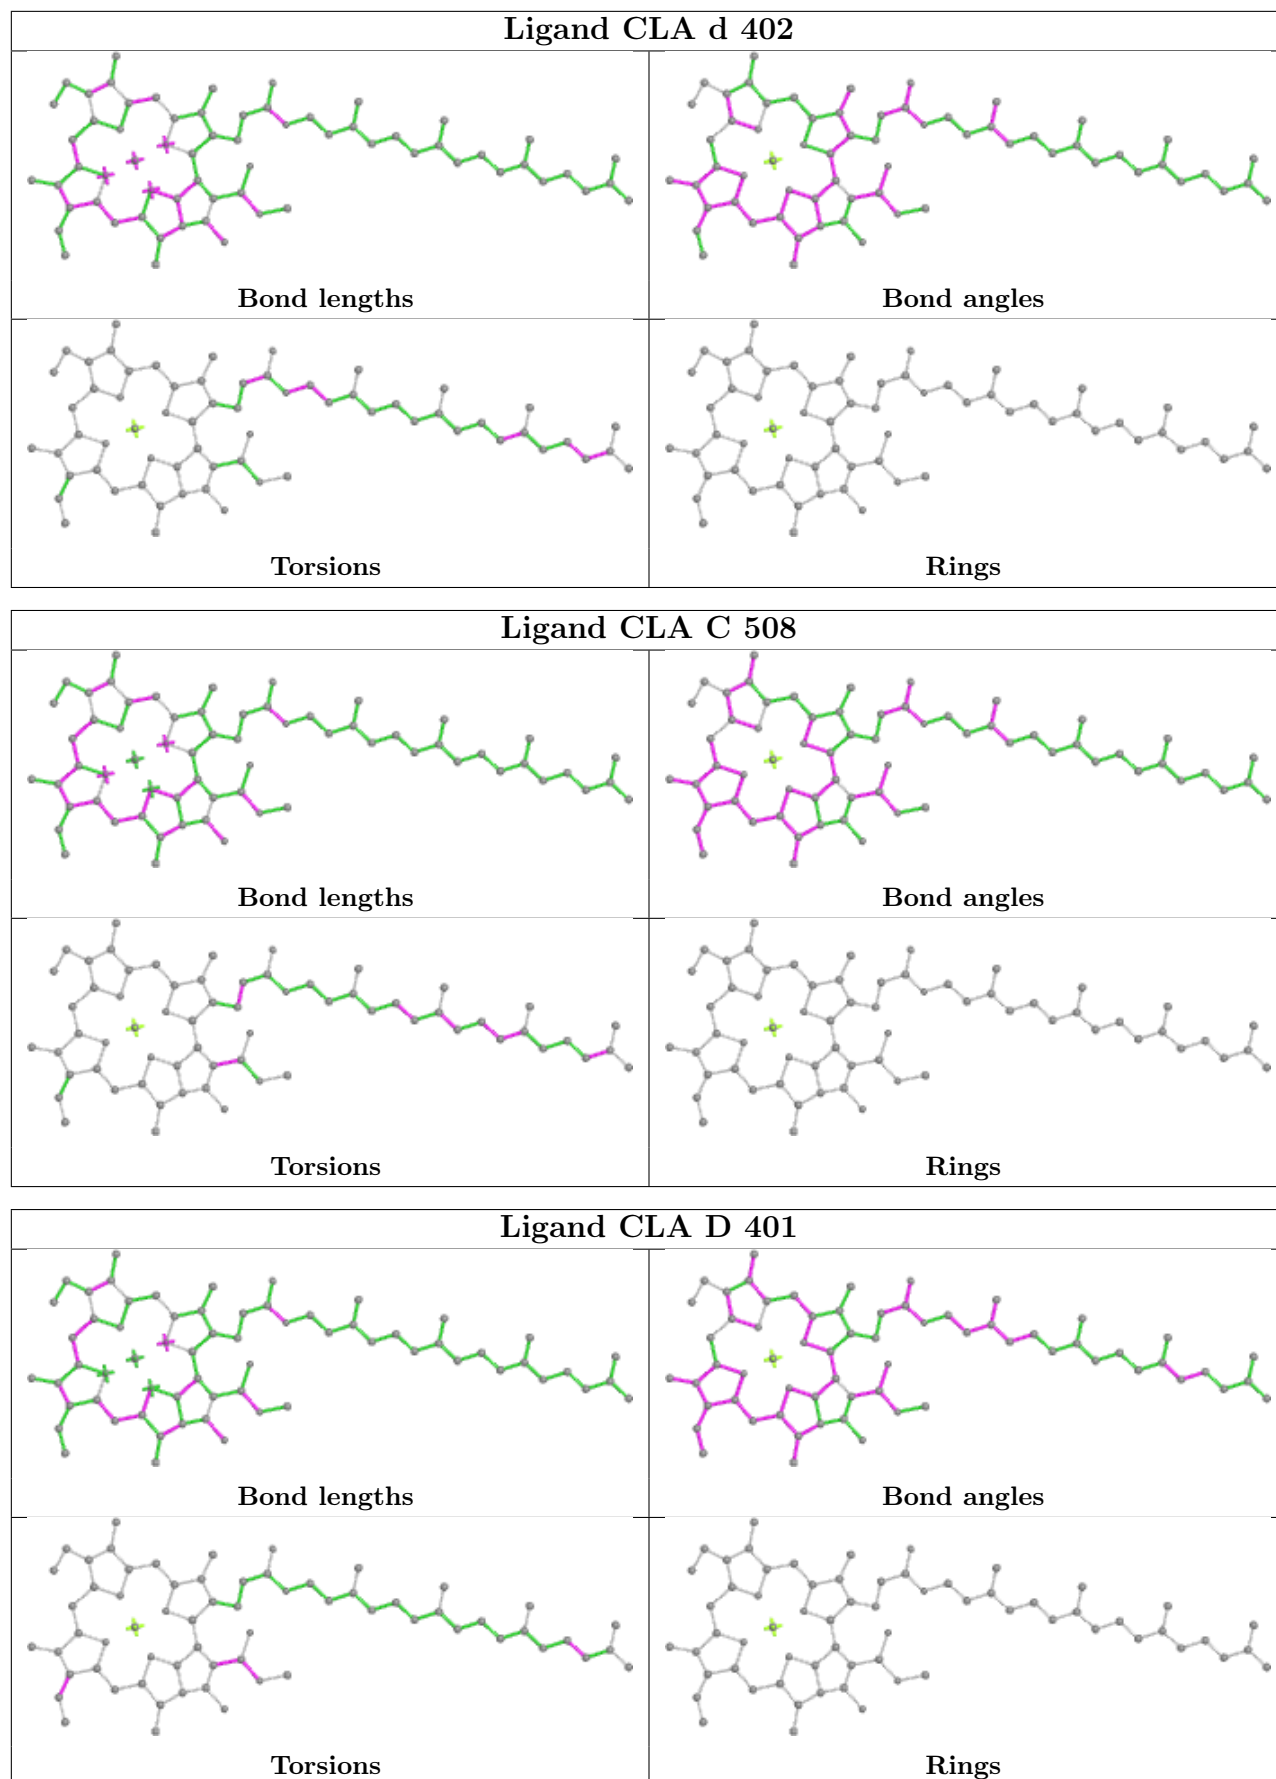 Ligand CLA d 402
Bond lengths
Bond angles
Torsions
Rings
Ligand CLA C 508
Bond lengths
Bond angles
Torsions
Rings
Ligand CLA D 401
Bond lengths
Bond angles
Torsions
Rings